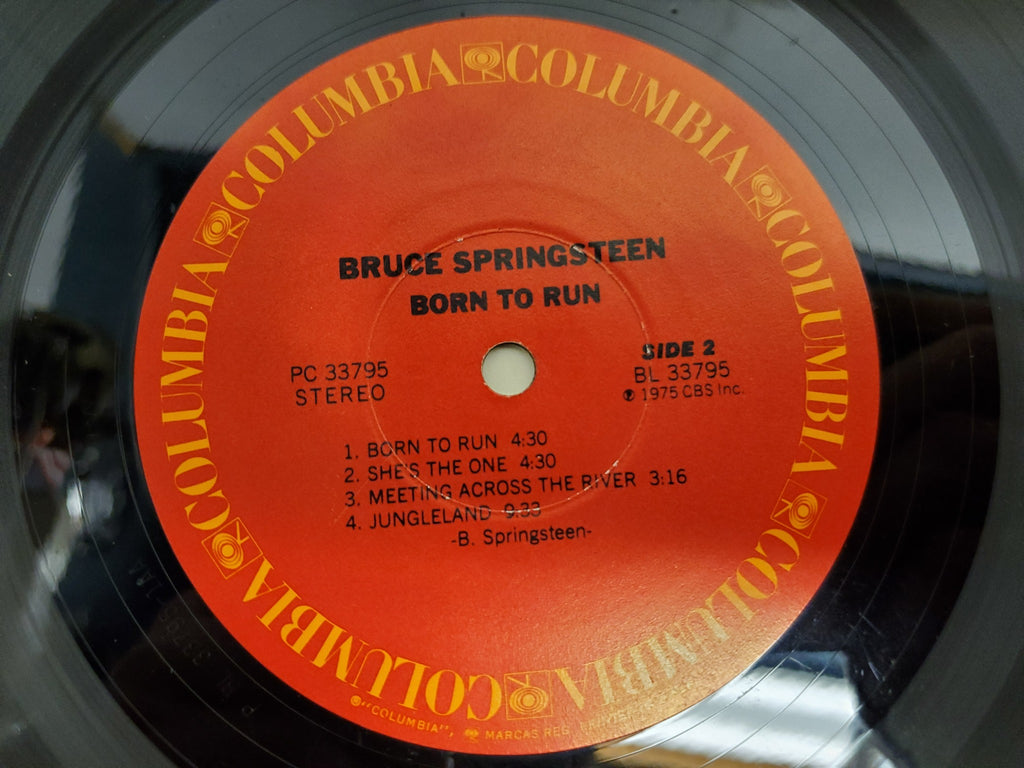 COLUMBIA COLUMBIA COLUMBIA COLUMBIA COLUMBIA COLUMBIA
BRUCE SPRINGSTEEN
BORN TO RUN
SIDE 2
PC 33795
BL 33795
STEREO
℗ 1975 CBS Inc.
1. BORN TO RUN 4:30
2. SHE'S THE ONE 4:30
3. MEETING ACROSS THE RIVER 3:16
4. JUNGLELAND 9:33
-B. Springsteen-
"COLUMBIA", MARCAS REG.